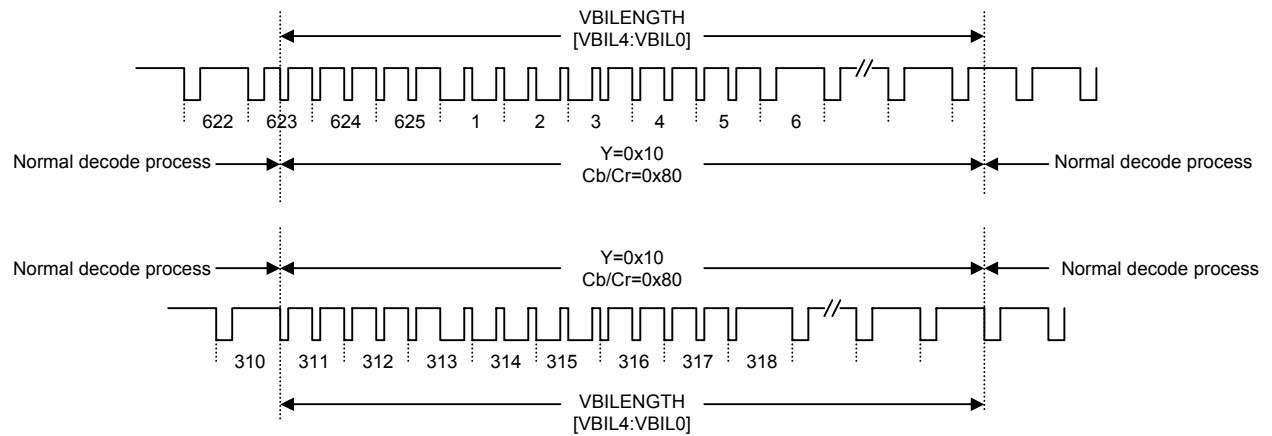 VBILENGTH
[VBIL4:VBIL0]
622 623 624 625 1 2 3 4 5 6
Normal decode process
Y=0x10
Cb/Cr=0x80
Normal decode process
Normal decode process
Y=0x10
Cb/Cr=0x80
Normal decode process
310 311 312 313 314 315 316 317 318
VBILENGTH
[VBIL4:VBIL0]